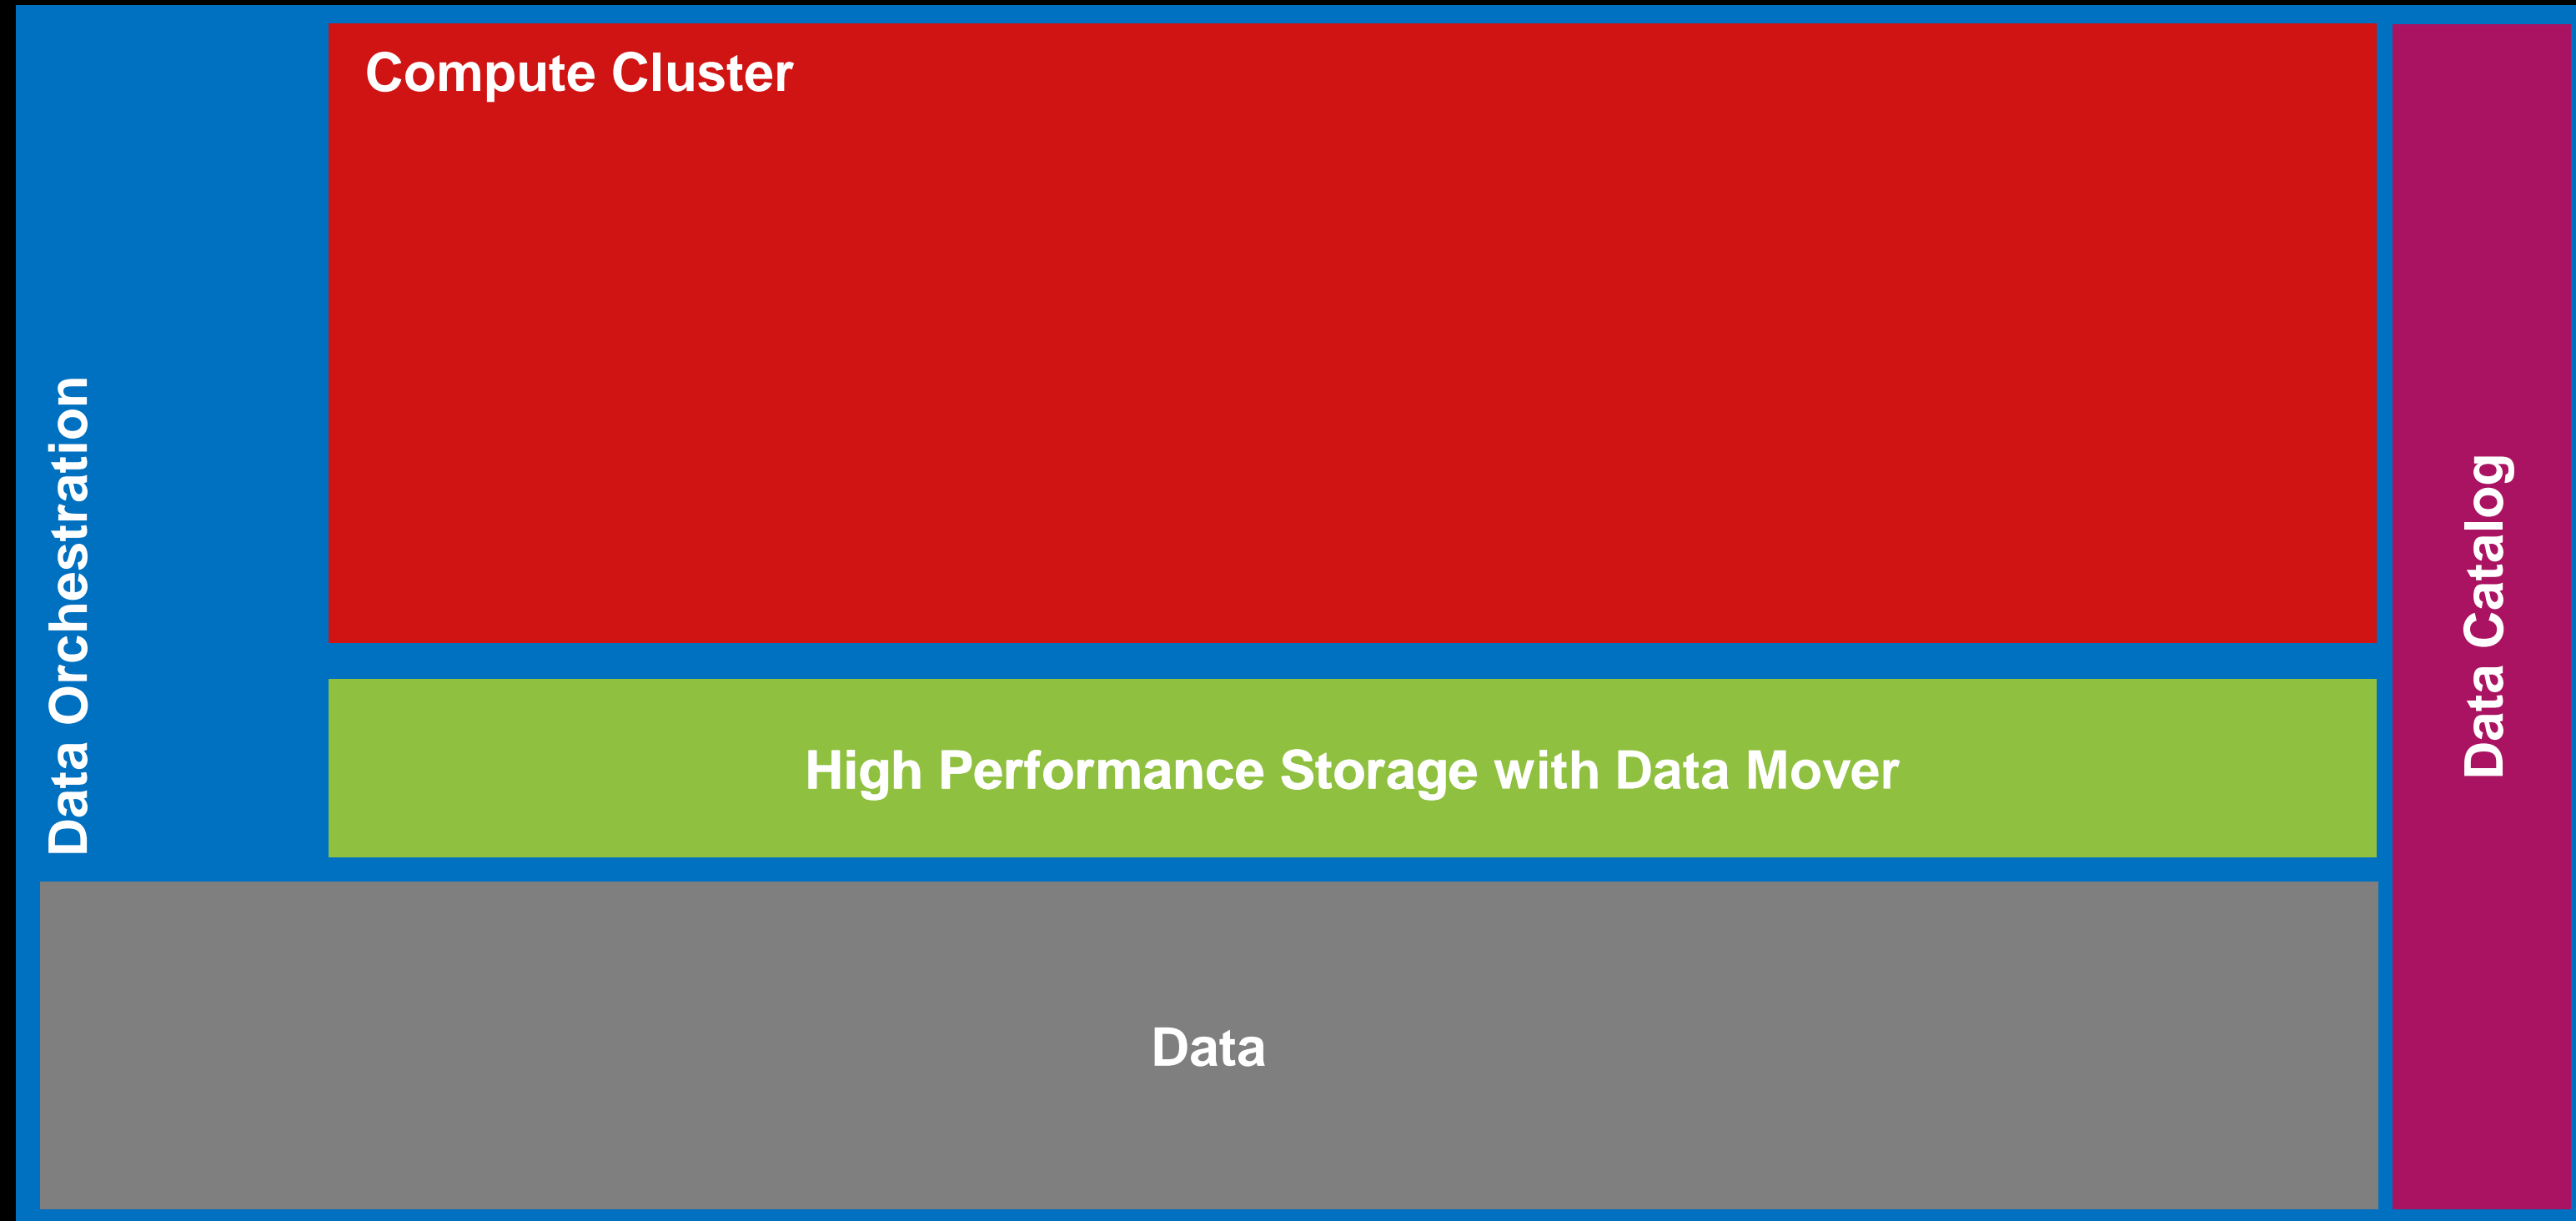 Compute Cluster
Data Orchestration
Data Catalog
High Performance Storage with Data Mover
Data